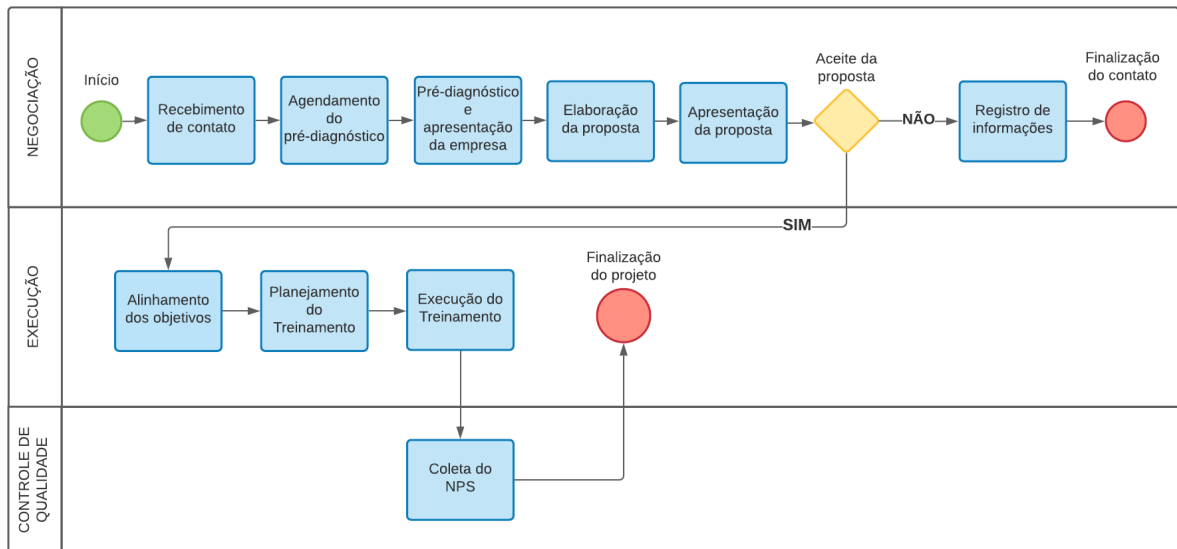 NEGOCIAÇÃO
Início
Recebimento
de contato
Agendamento
do
pré-diagnóstico
Pré-diagnóstico
e
apresentação
da empresa
Elaboração
da proposta
Apresentação
da proposta
Aceite da
proposta
NÃO
Registro de
informações
Finalização
do contato
SIM
EXECUÇÃO
Alinhamento
dos objetivos
Planejamento
do
Treinamento
Execução do
Treinamento
Finalização
do projeto
CONTROLE DE
QUALIDADE
Coleta do
NPS